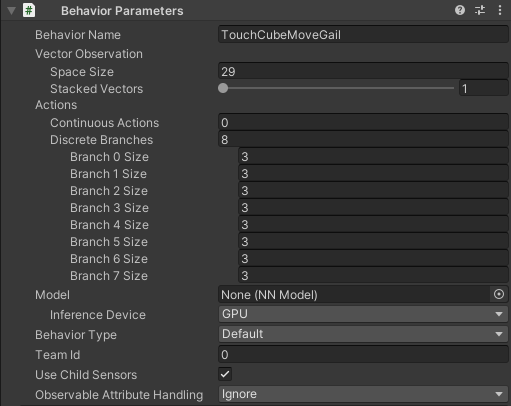 # Behavior Parameters
Behavior Name TouchCubeMoveGail
Vector Observation
Space Size 29
Stacked Vectors 1
Actions
Continuous Actions 0
Discrete Branches 8
Branch 0 Size 3
Branch 1 Size 3
Branch 2 Size 3
Branch 3 Size 3
Branch 4 Size 3
Branch 5 Size 3
Branch 6 Size 3
Branch 7 Size 3
Model None (NN Model)
Inference Device GPU
Behavior Type Default
Team Id 0
Use Child Sensors
Observable Attribute Handling Ignore